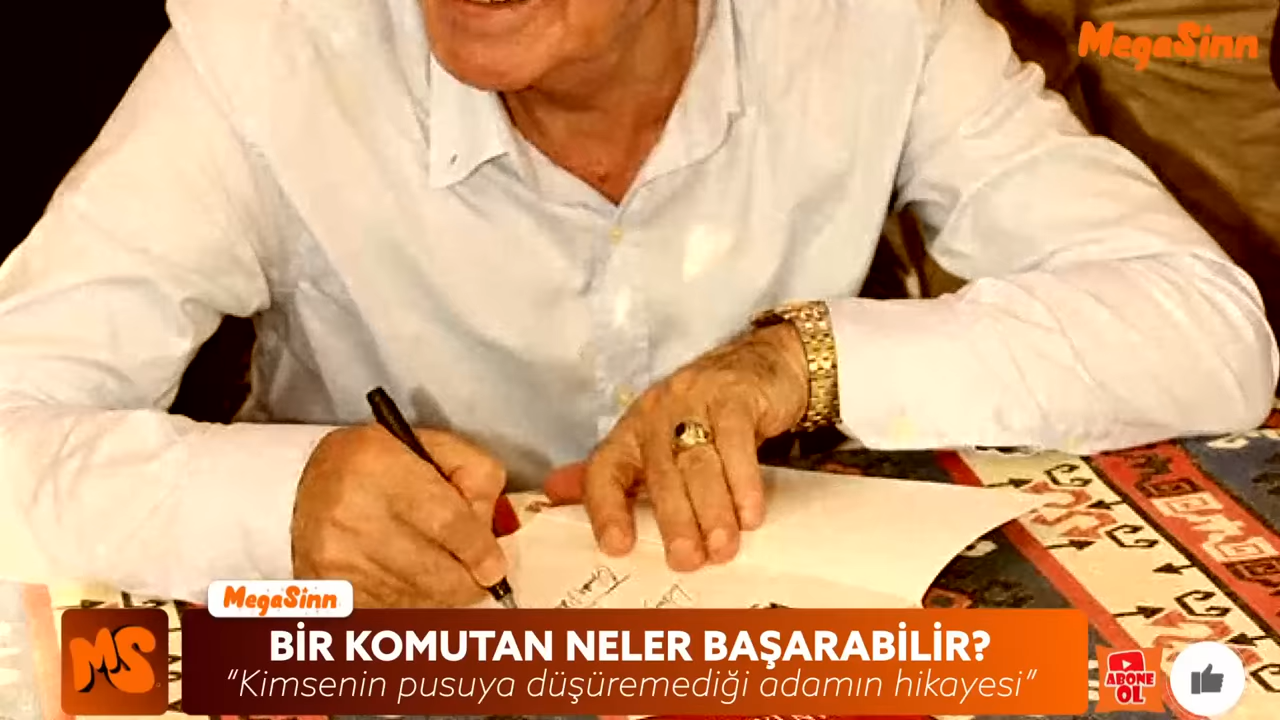 MegaSinn
MegaSinn
MS
BİR KOMUTAN NELER BAŞARABİLİR?
“Kimsenin pusuya düşüremediği adamın hikayesi”
ABONE
OL